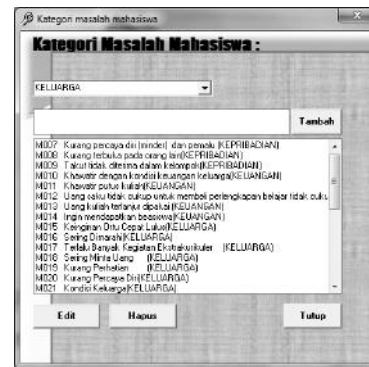 Kategori masalah mahasiswa
Kategori Masalah Mahasiswa :
KELUARGA
Tambah
M007 Kurang percaya diri (minder) dan pemalu (KEPRIBADIAN)
M008 Kurang terbuka pada orang lain(KEPRIBADIAN)
M009 Takut tidak diterima dalam kelompok(KEPRIBADIAN)
M010 Khawatir dengan kondisi keuangan keluarga(KEUANGAN)
M011 Khawatir putus kuliah(KEUANGAN)
M012 Uang saku tidak cukup untuk membeli perlengkapan belajar tidak cuku
M013 Uang kuliah terlanjur dipakai(KEUANGAN)
M014 Ingin mendapatkan beasiswa(KEUANGAN)
M015 Keinginan Ortu Cepat Lulus(KELUARGA)
M016 Sering Dimarahi(KELUARGA)
M017 Terlalu Banyak Kegiatan Ekstrakurikuler (KELUARGA)
M018 Sering Minta Uang (KELUARGA)
M019 Kurang Perhatian (KELUARGA)
M020 Kurang Percaya Diri(KELUARGA)
M021 Kondisi Keluarga(KELUARGA)
Edit
Hapus
Tutup